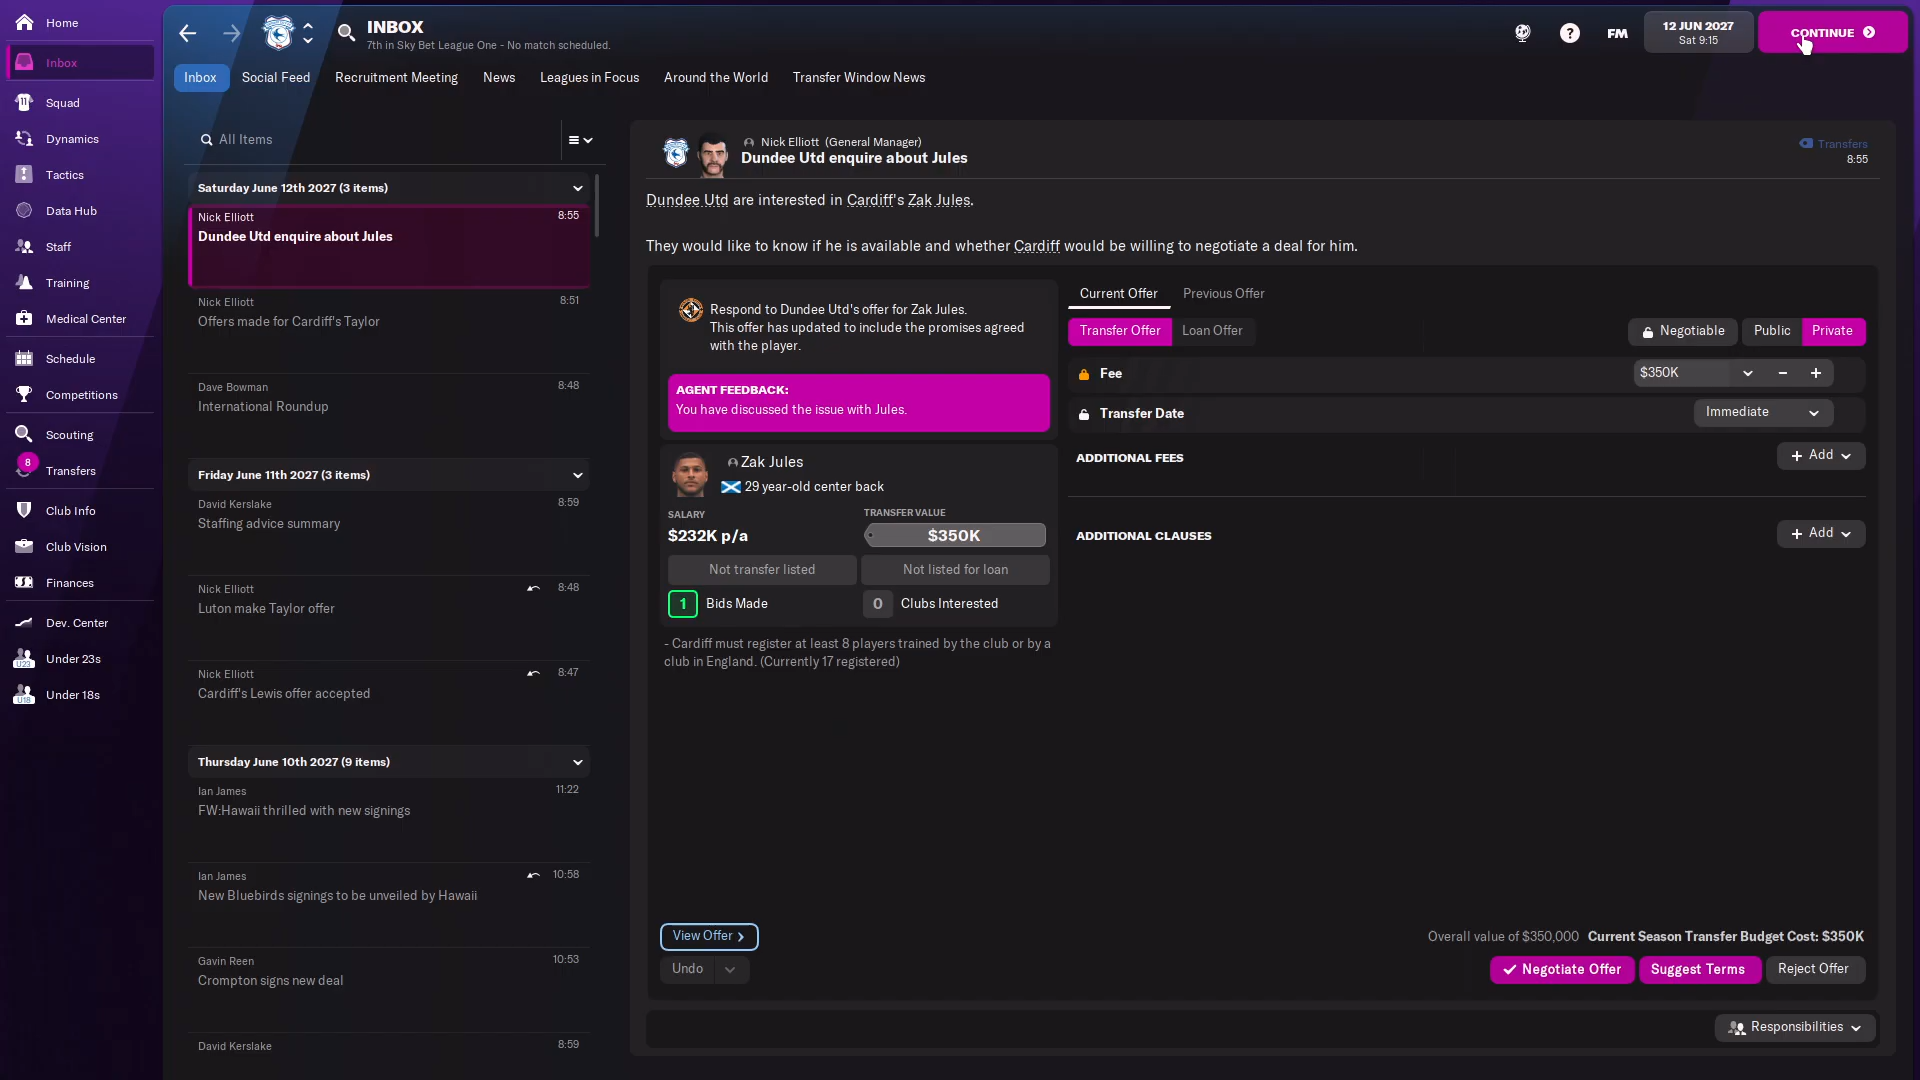 Home
Inbox
Squad
Dynamics
Tactics
Data Hub
Staff
Training
Medical Center
Schedule
Competitions
Scouting
8
Transfers
Club Info
Club Vision
Finances
Dev. Center
U23
Under 23s
U18
Under 18s
INBOX
7th in Sky Bet League One - No match scheduled.
?
FM
12 JUN 2027
Sat 9:15
CONTINUE
Inbox
Social Feed
Recruitment Meeting
News
Leagues in Focus
Around the World
Transfer Window News
All Items
Saturday June 12th 2027 (3 items)
Nick Elliott
8:55
Dundee Utd enquire about Jules
Nick Elliott
8:51
Offers made for Cardiff's Taylor
Dave Bowman
8:48
International Roundup
Friday June 11th 2027 (3 items)
David Kerslake
8:59
Staffing advice summary
Nick Elliott
8:48
Luton make Taylor offer
Nick Elliott
8:47
Cardiff's Lewis offer accepted
Thursday June 10th 2027 (9 items)
Ian James
11:22
FW:Hawaii thrilled with new signings
Ian James
10:58
New Bluebirds signings to be unveiled by Hawaii
Gavin Reen
10:53
Crompton signs new deal
David Kerslake
8:59
Nick Elliott (General Manager)
Dundee Utd enquire about Jules
Transfers
8:55
Dundee Utd are interested in Cardiff's Zak Jules.
They would like to know if he is available and whether Cardiff would be willing to negotiate a deal for him.
Respond to Dundee Utd's offer for Zak Jules.
This offer has updated to include the promises agreed
with the player.
AGENT FEEDBACK:
You have discussed the issue with Jules.
Zak Jules
29 year-old center back
SALARY
$232K p/a
TRANSFER VALUE
$350K
Not transfer listed
Not listed for loan
1
Bids Made
0
Clubs Interested
- Cardiff must register at least 8 players trained by the club or by a
club in England. (Currently 17 registered)
Current Offer
Previous Offer
Transfer Offer
Loan Offer
Negotiable
Public
Private
Fee
$350K
Transfer Date
Immediate
ADDITIONAL FEES
+ Add
ADDITIONAL CLAUSES
+ Add
View Offer
Undo
Overall value of $350,000
Current Season Transfer Budget Cost: $350K
Negotiate Offer
Suggest Terms
Reject Offer
Responsibilities